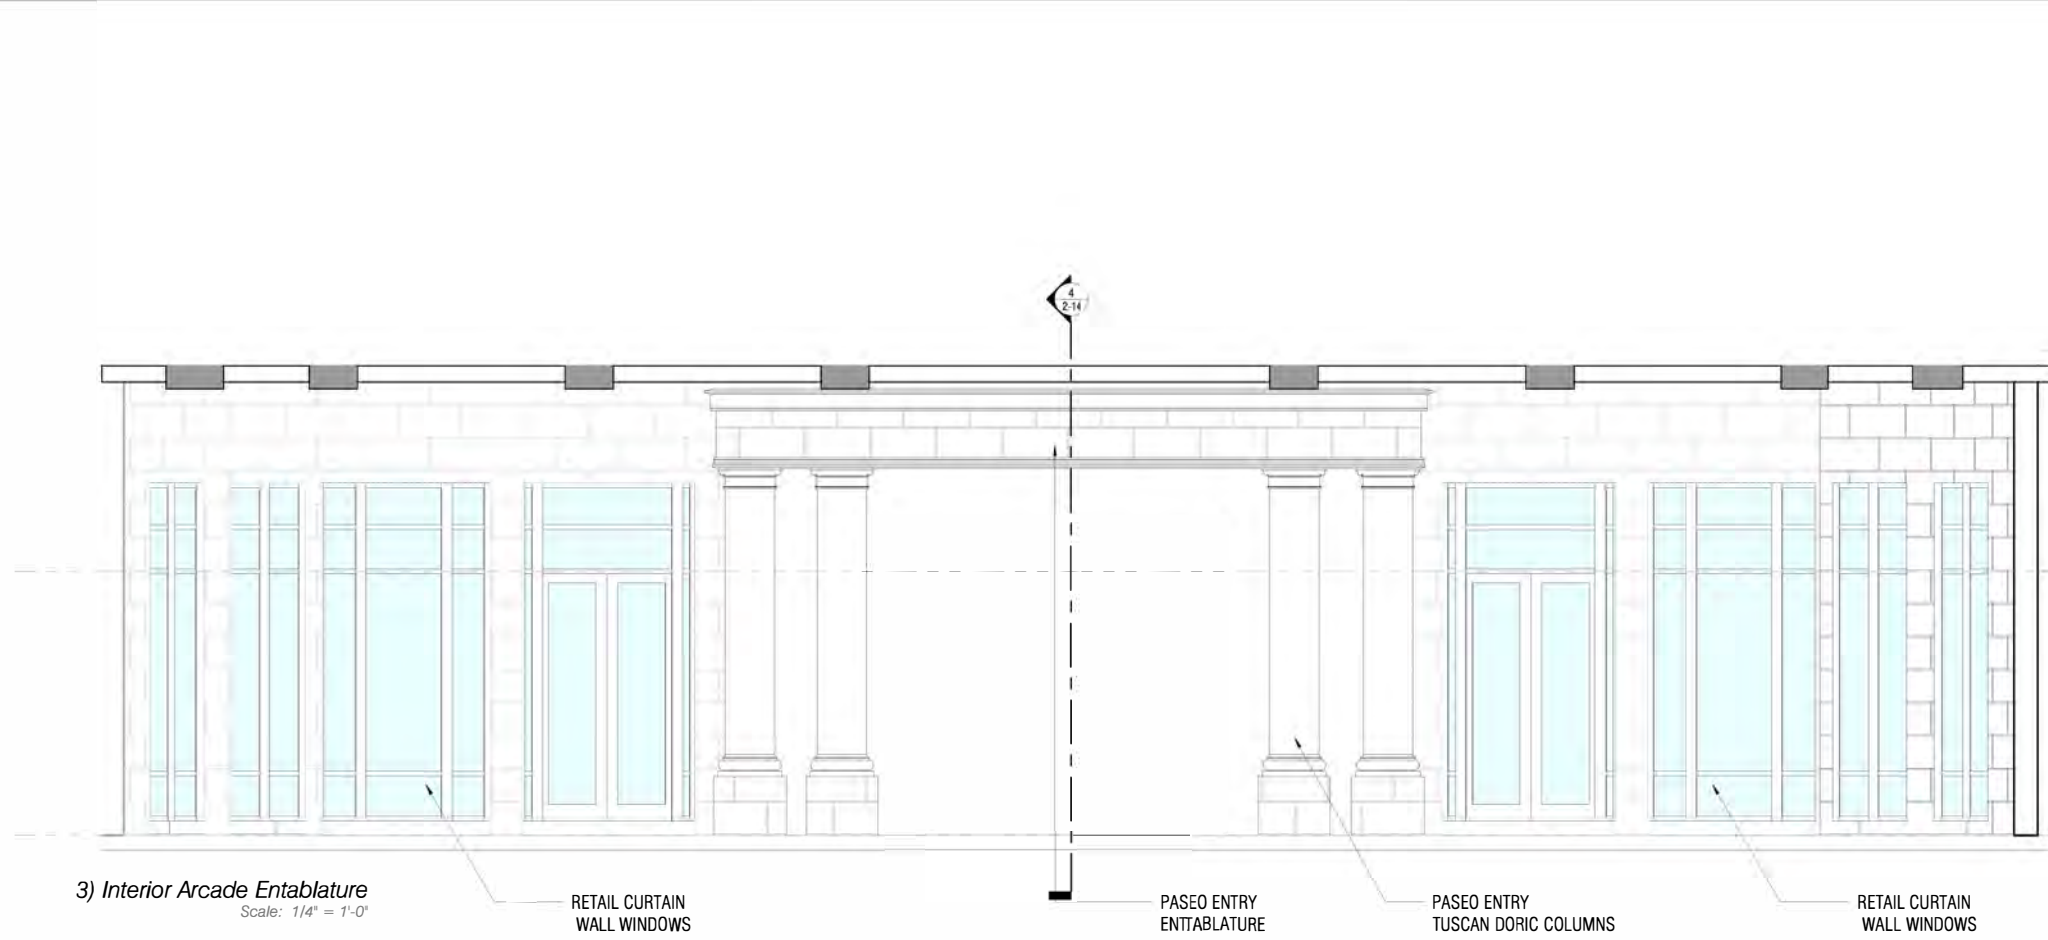 4
2-14
3) Interior Arcade Entablature
Scale: 1/4" = 1'-0"
RETAIL CURTAIN
WALL WINDOWS
PASEO ENTRY
ENTTABLATURE
PASEO ENTRY
TUSCAN DORIC COLUMNS
RETAIL CURTAIN
WALL WINDOWS